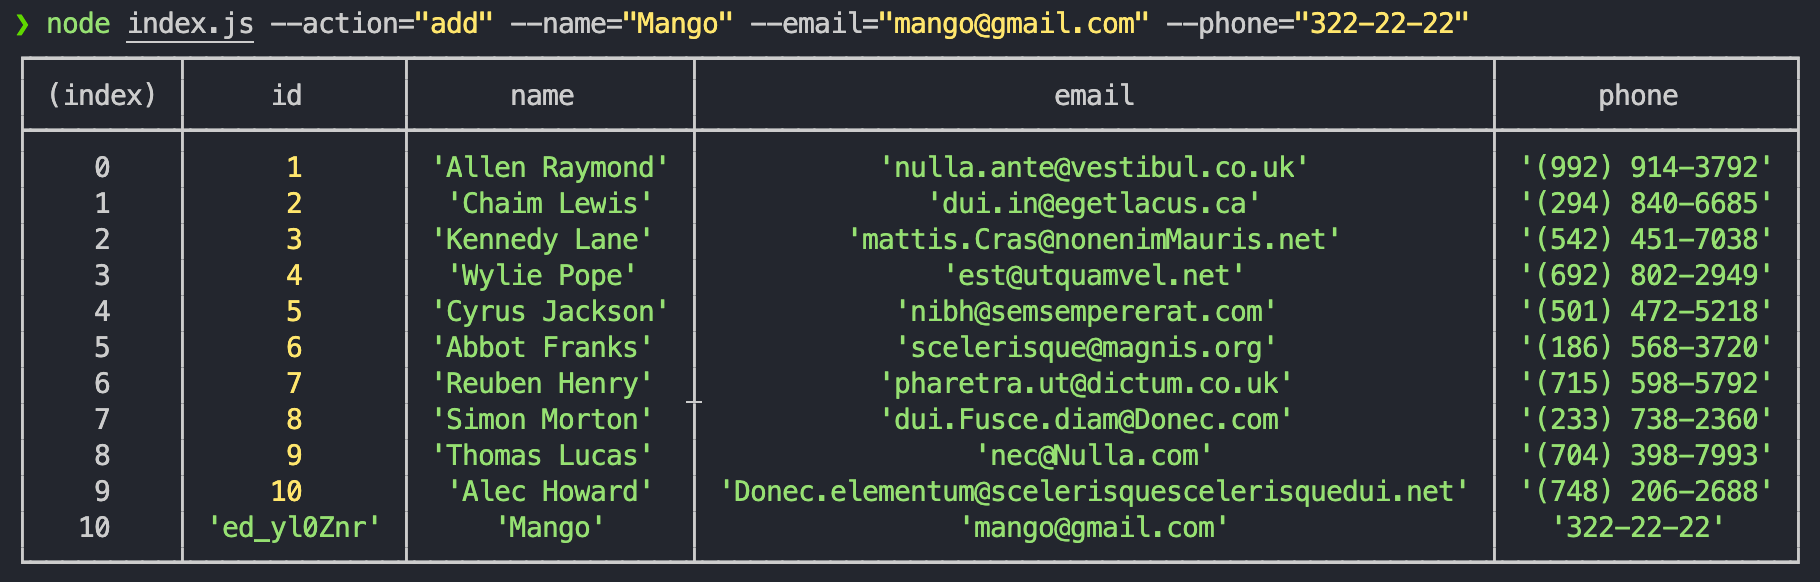 ❯ node index.js --action="add" --name="Mango" --email="mango@gmail.com" --phone="322-22-22"
(index) id name email phone
0 1 'Allen Raymond' 'nulla.ante@vestibul.co.uk' '(992) 914-3792'
1 2 'Chaim Lewis' 'dui.in@egetlacus.ca' '(294) 840-6685'
2 3 'Kennedy Lane' 'mattis.Cras@nonenimMauris.net' '(542) 451-7038'
3 4 'Wylie Pope' 'est@utquamvel.net' '(692) 802-2949'
4 5 'Cyrus Jackson' 'nibh@semsempererat.com' '(501) 472-5218'
5 6 'Abbot Franks' 'scelerisque@magnis.org' '(186) 568-3720'
6 7 'Reuben Henry' 'pharetra.ut@dictum.co.uk' '(715) 598-5792'
7 8 'Simon Morton' 'dui.Fusce.diam@Donec.com' '(233) 738-2360'
8 9 'Thomas Lucas' 'nec@Nulla.com' '(704) 398-7993'
9 10 'Alec Howard' 'Donec.elementum@scelerisquescelerisquedui.net' '(748) 206-2688'
10 'ed_yl0Znr' 'Mango' 'mango@gmail.com' '322-22-22'